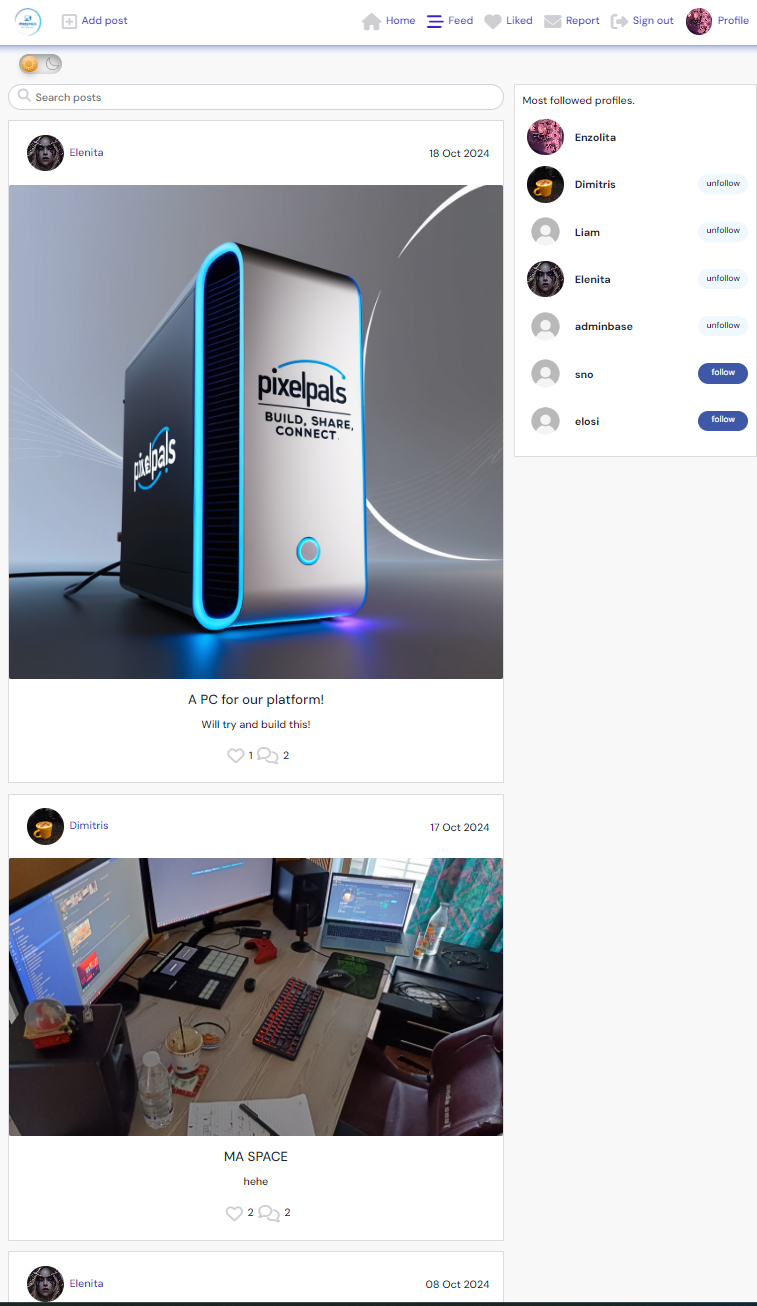 Add post
Home
Feed
Liked
Report
Sign out
Profile
Search posts
Elenita
18 Oct 2024
pixelpals
pixelpals
BUILD, SHARE,
CONNECT.
A PC for our platform!
Will try and build this!
1
2
Dimitris
17 Oct 2024
MA SPACE
hehe
2
2
Elenita
08 Oct 2024
Most followed profiles.
Enzolita
Dimitris
unfollow
Liam
unfollow
Elenita
unfollow
adminbase
unfollow
sno
follow
elosi
follow